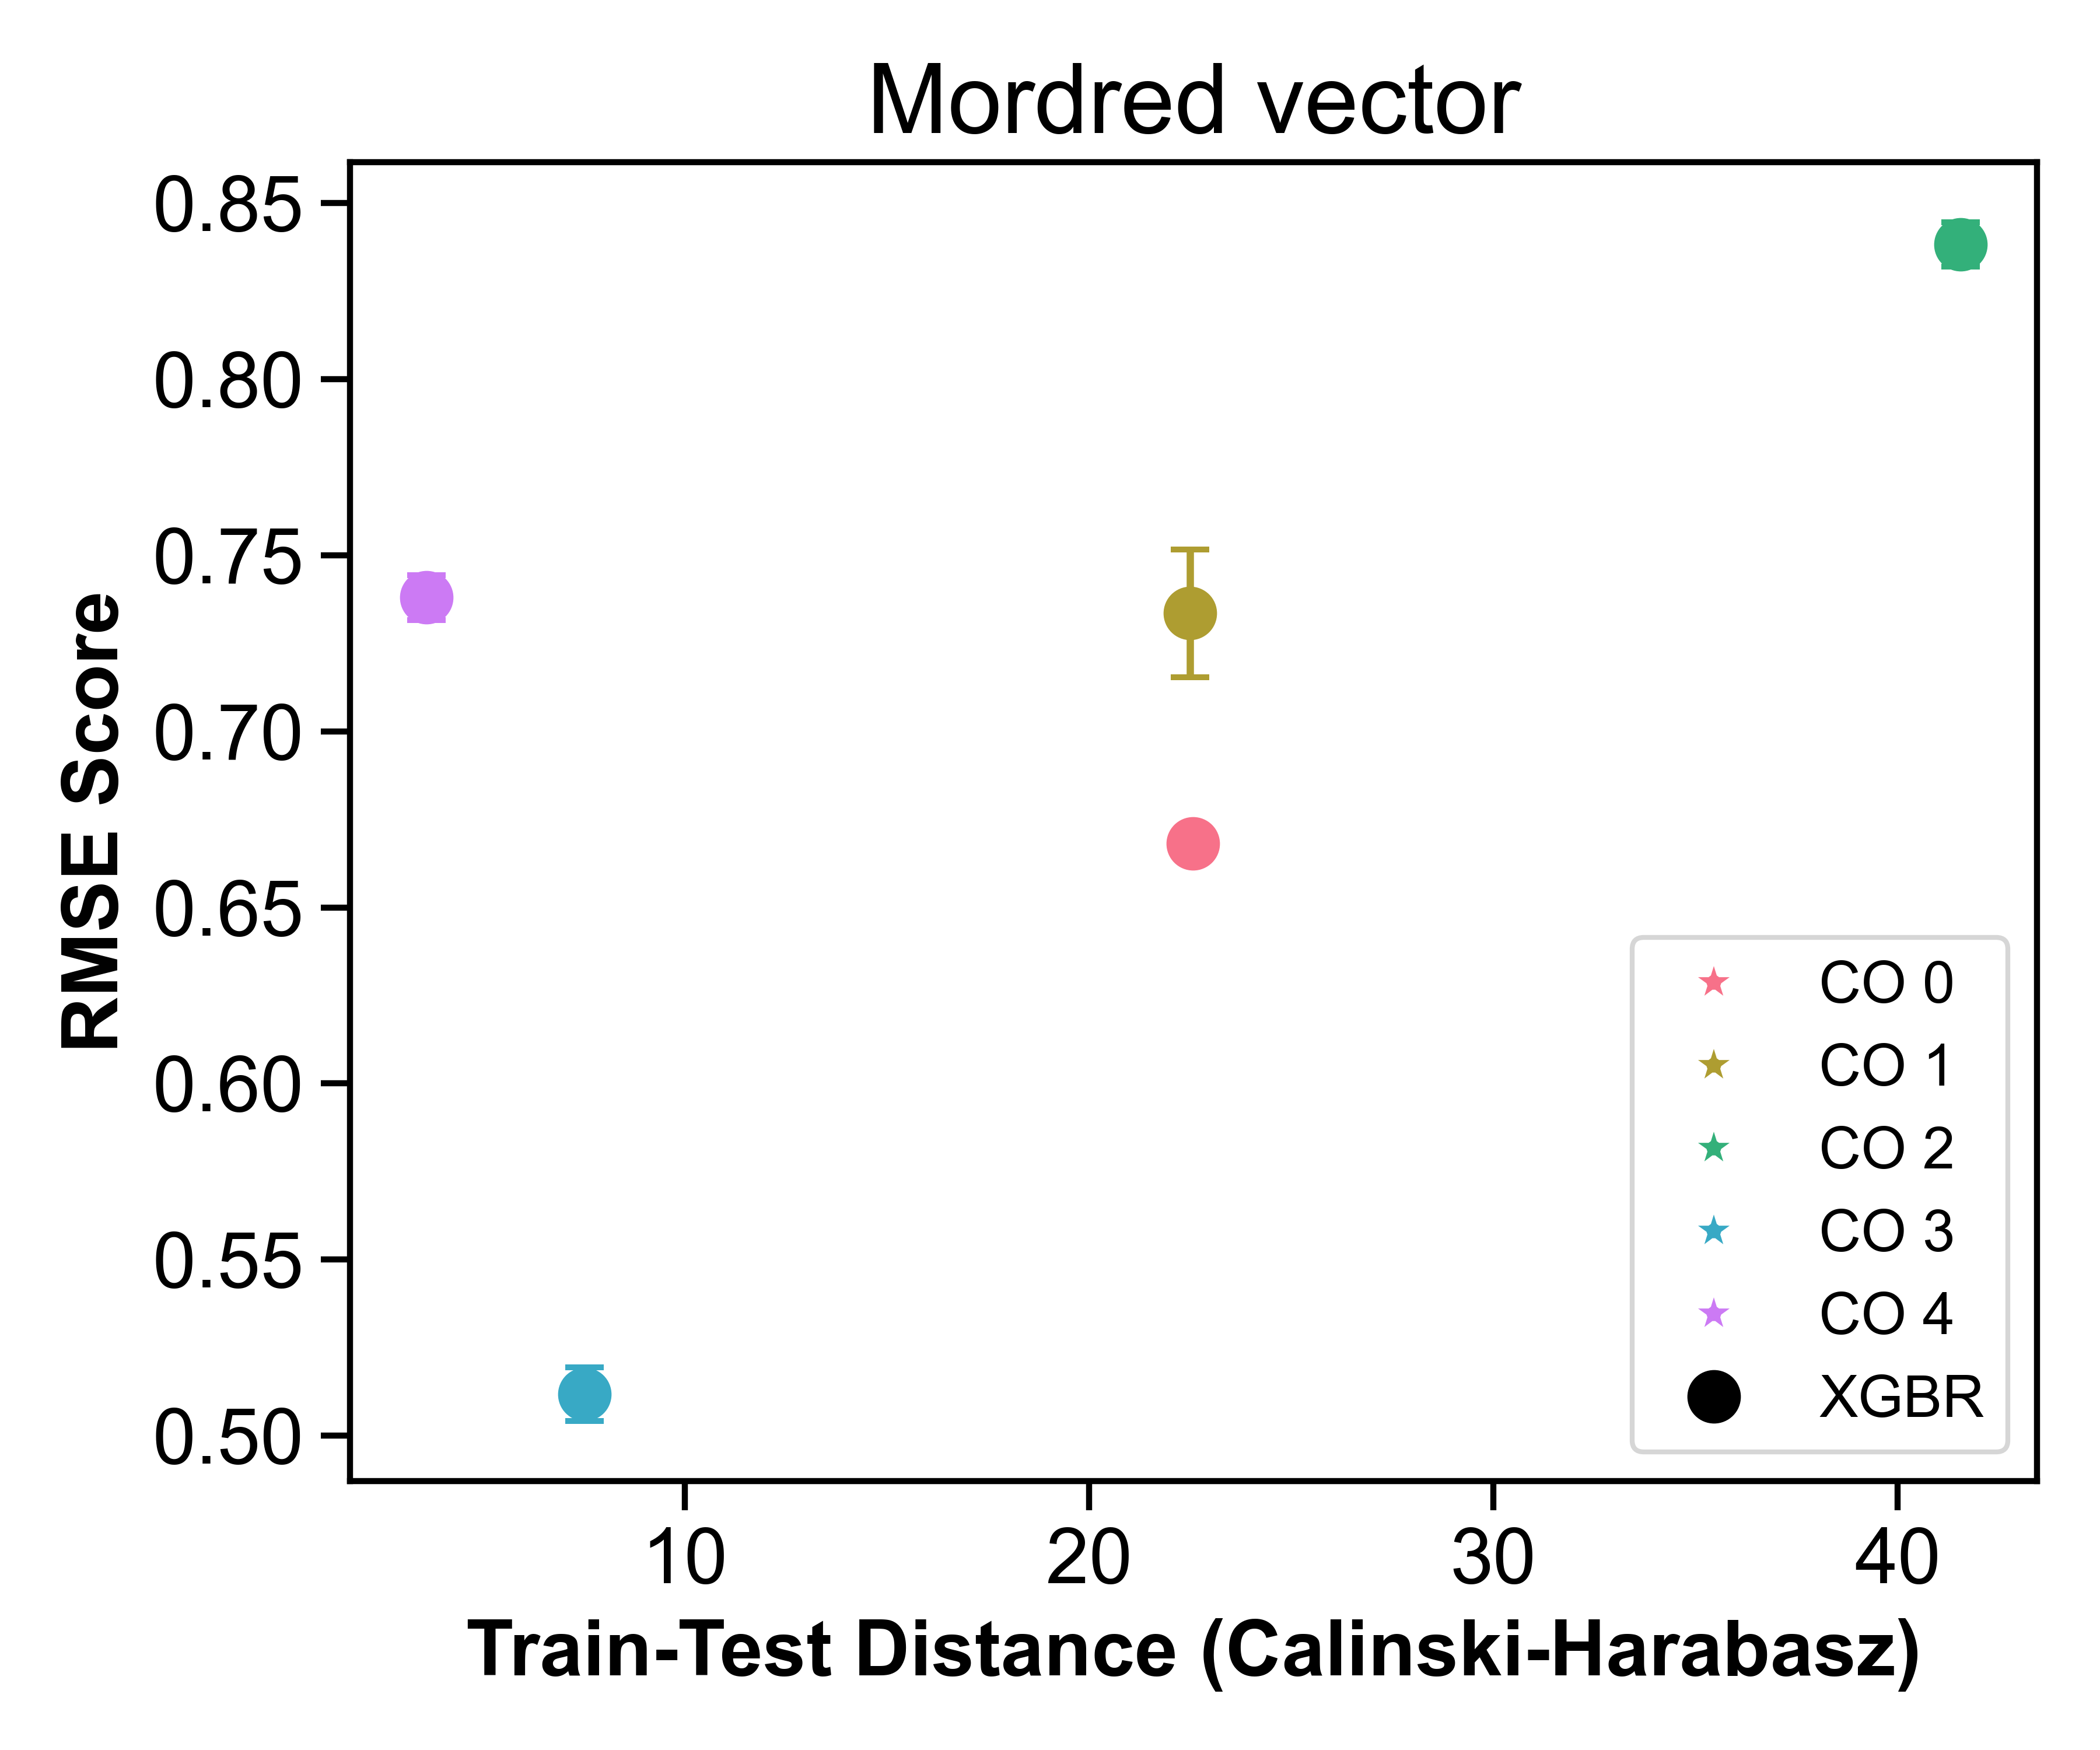 Mordred vector
RMSE Score
0.85
0.80
0.75
0.70
0.65
0.60
0.55
0.50
CO 0
CO 1
CO 2
CO 3
CO 4
XGBR
10
20
30
40
Train-Test Distance (Calinski-Harabasz)